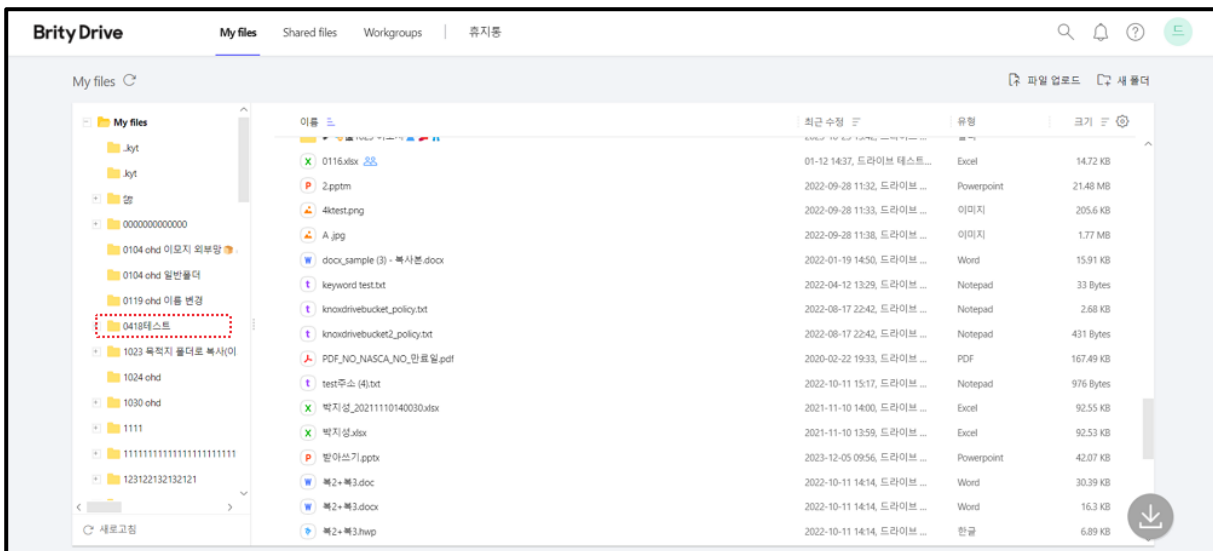 Brity Drive My files Shared files Workgroups 휴지통 드
My files 파일 업로드 새 폴더
My files
.kyt
.kyt
0000000000000
0104 ohd 이모지 외부망
0104 ohd 일반폴더
0119 ohd 이름 변경
0418테스트
1023 목적지 폴더로 복사(이
1024 ohd
1030 ohd
1111
123122132132121
새로고침
이름 최근 수정 유형 크기
0116.xlsx 01-12 14:37, 드라이브 테스트... Excel 14.72 KB
2.pptm 2022-09-28 11:32, 드라이브 ... Powerpoint 21.48 MB
4ktest.png 2022-09-28 11:33, 드라이브 ... 이미지 205.6 KB
A .jpg 2022-09-28 11:38, 드라이브 ... 이미지 1.77 MB
docx_sample (3) - 복사본.docx 2022-01-19 14:50, 드라이브 ... Word 15.91 KB
keyword test.txt 2022-04-12 13:29, 드라이브 ... Notepad 33 Bytes
knoxdrivebucket_policy.txt 2022-08-17 22:42, 드라이브 ... Notepad 2.68 KB
knoxdrivebucket2_policy.txt 2022-08-17 22:42, 드라이브 ... Notepad 431 Bytes
PDF_NO_NASCA_NO_만료일.pdf 2020-02-22 19:33, 드라이브 ... PDF 167.49 KB
test주소 (4).txt 2022-10-11 15:17, 드라이브 ... Notepad 976 Bytes
박지성_20211110140030.xlsx 2021-11-10 14:00, 드라이브 ... Excel 92.55 KB
박지성.xlsx 2021-11-10 13:59, 드라이브 ... Excel 92.53 KB
받아쓰기.pptx 2023-12-05 09:56, 드라이브 ... Powerpoint 42.07 KB
복2+복3.doc 2022-10-11 14:14, 드라이브 ... Word 30.39 KB
복2+복3.docx 2022-10-11 14:14, 드라이브 ... Word 16.3 KB
복2+복3.hwp 2022-10-11 14:14, 드라이브 ... 한글 6.89 KB